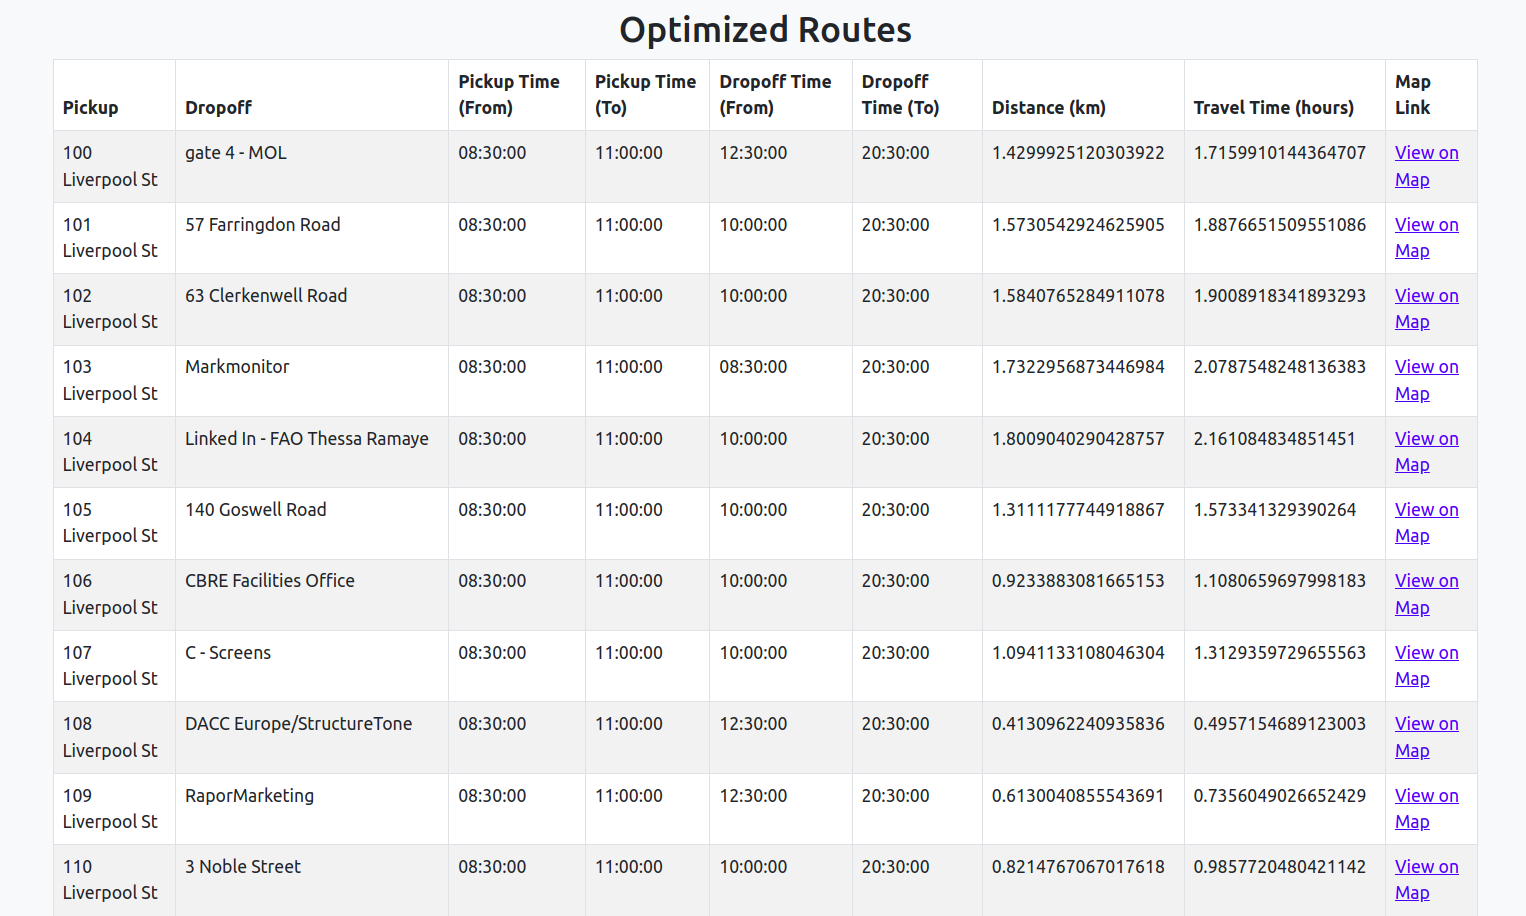 Optimized Routes
Pickup Dropoff Pickup Time (From) Pickup Time (To) Dropoff Time (From) Dropoff Time (To) Distance (km) Travel Time (hours) Map Link
100 Liverpool St gate 4 - MOL 08:30:00 11:00:00 12:30:00 20:30:00 1.4299925120303922 1.7159910144364707 View on Map
101 Liverpool St 57 Farringdon Road 08:30:00 11:00:00 10:00:00 20:30:00 1.5730542924625905 1.8876651509551086 View on Map
102 Liverpool St 63 Clerkenwell Road 08:30:00 11:00:00 10:00:00 20:30:00 1.5840765284911078 1.9008918341893293 View on Map
103 Liverpool St Markmonitor 08:30:00 11:00:00 08:30:00 20:30:00 1.7322956873446984 2.0787548248136383 View on Map
104 Liverpool St Linked In - FAO Thessa Ramaye 08:30:00 11:00:00 10:00:00 20:30:00 1.8009040290428757 2.161084834851451 View on Map
105 Liverpool St 140 Goswell Road 08:30:00 11:00:00 10:00:00 20:30:00 1.3111177744918867 1.573341329390264 View on Map
106 Liverpool St CBRE Facilities Office 08:30:00 11:00:00 10:00:00 20:30:00 0.9233883081665153 1.1080659697998183 View on Map
107 Liverpool St C - Screens 08:30:00 11:00:00 10:00:00 20:30:00 1.0941133108046304 1.3129359729655563 View on Map
108 Liverpool St DACC Europe/StructureTone 08:30:00 11:00:00 12:30:00 20:30:00 0.4130962240935836 0.4957154689123003 View on Map
109 Liverpool St RaporMarketing 08:30:00 11:00:00 12:30:00 20:30:00 0.6130040855543691 0.7356049026652429 View on Map
110 Liverpool St 3 Noble Street 08:30:00 11:00:00 10:00:00 20:30:00 0.8214767067017618 0.9857720480421142 View on Map